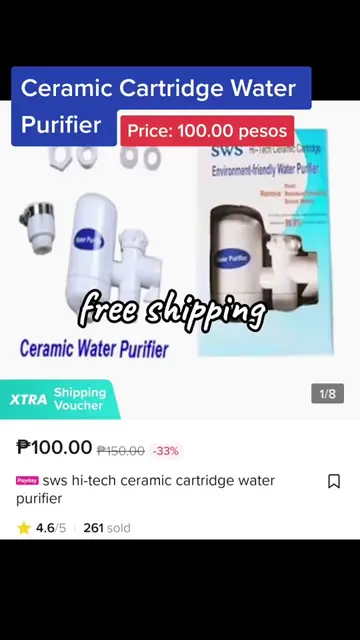 Ceramic Cartridge Water
Purifier
Price: 100.00 pesos
SWS Hi-Tech Ceramic Cartridge
Environment-friendly Water Purifier
Water Purifier
free shipping
Ceramic Water Purifier
XTRA Shipping
Voucher
1/8
₱100.00 ₱150.00 -33%
Payday sws hi-tech ceramic cartridge water
purifier
4.6/5 261 sold